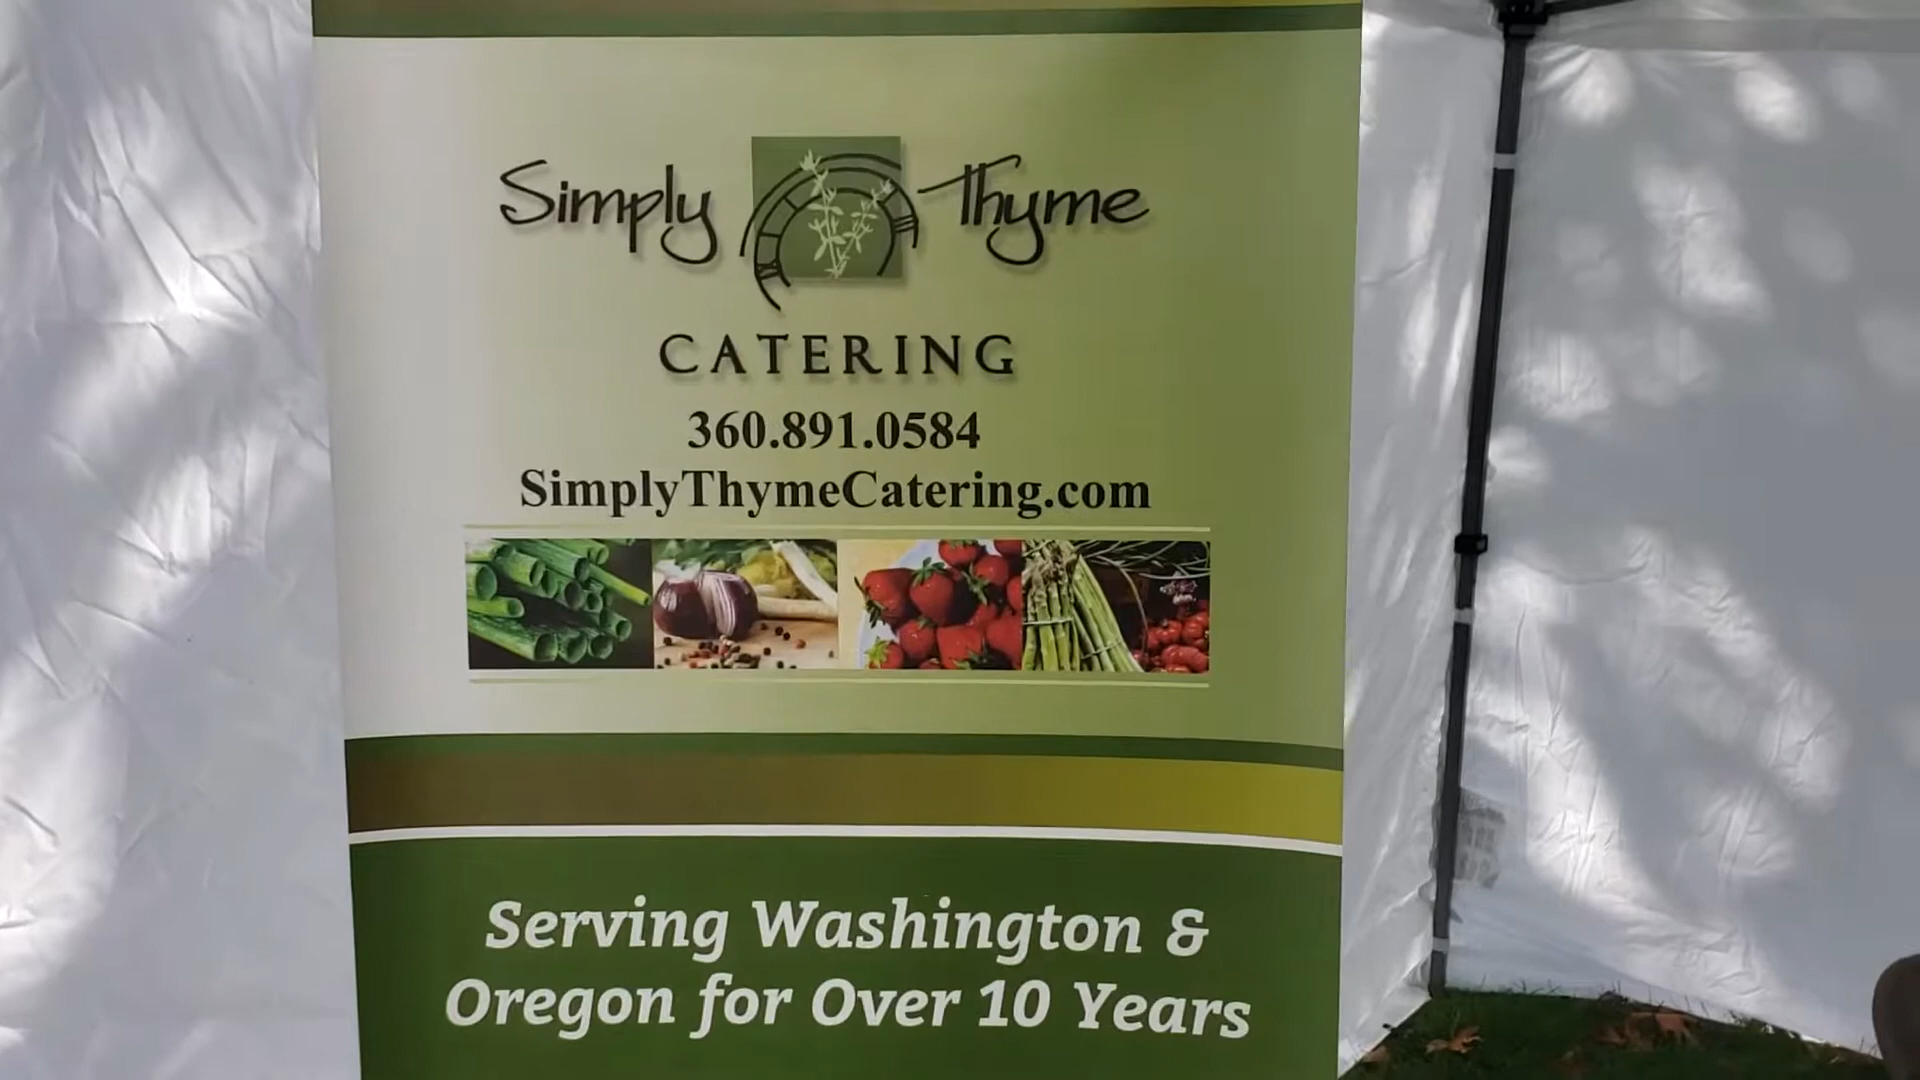 Simply Thyme
CATERING
360.891.0584
SimplyThymeCatering.com
Serving Washington &
Oregon for Over 10 Years